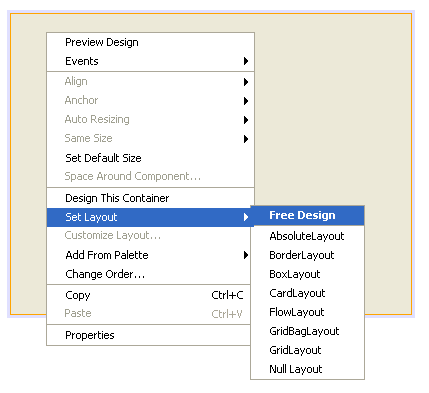 Preview Design
Events
Align
Anchor
Auto Resizing
Same Size
Set Default Size
Space Around Component...
Design This Container
Set Layout
Customize Layout...
Add From Palette
Change Order...
Copy Ctrl+C
Paste Ctrl+V
Properties
Free Design
AbsoluteLayout
BorderLayout
BoxLayout
CardLayout
FlowLayout
GridBagLayout
GridLayout
Null Layout